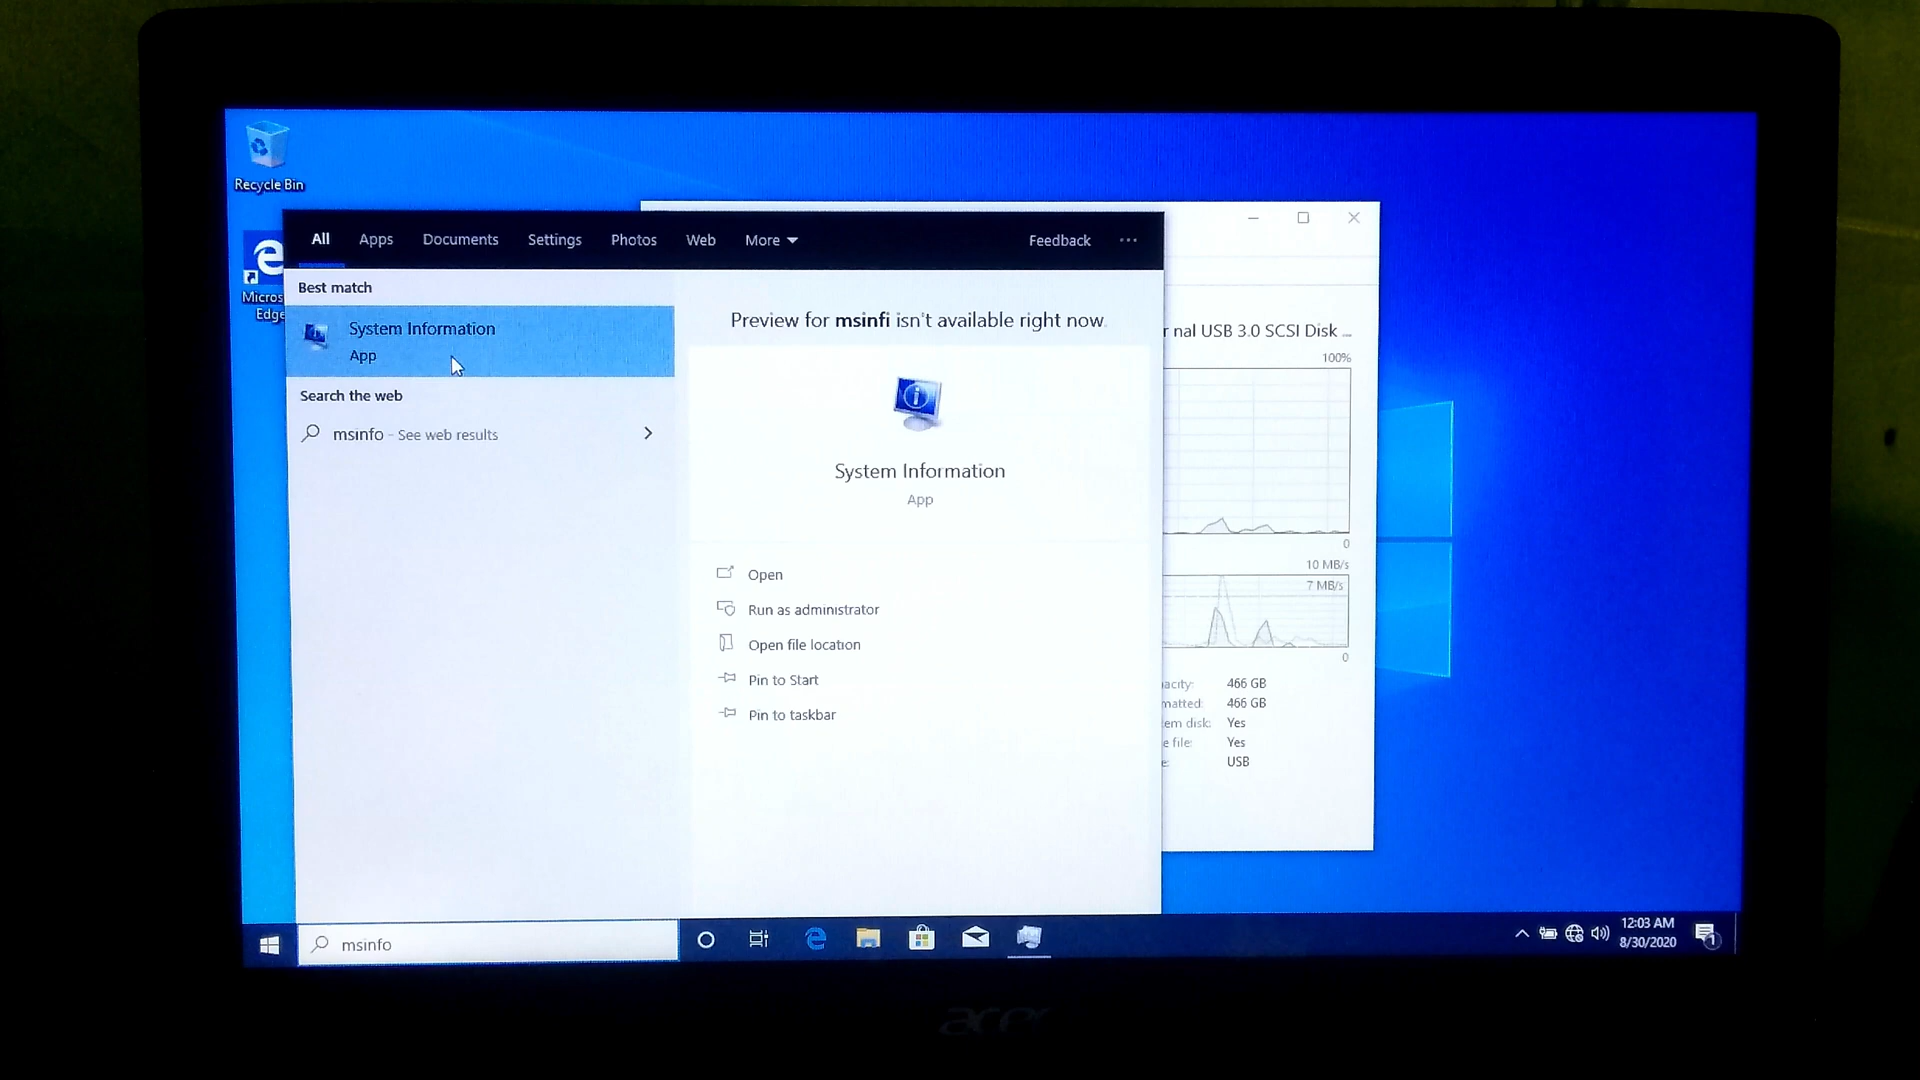 Recycle Bin
Micros
Edge
All Apps Documents Settings Photos Web More Feedback ...
Best match
System Information
App
Search the web
msinfo - See web results
Preview for msinfi isn't available right now.
System Information
App
Open
Run as administrator
Open file location
Pin to Start
Pin to taskbar
nal USB 3.0 SCSI Disk ...
100%
0
10 MB/s
7 MB/s
0
acity: 466 GB
matted: 466 GB
em disk: Yes
e file: Yes
e: USB
msinfo
12:03 AM
8/30/2020
1
acer